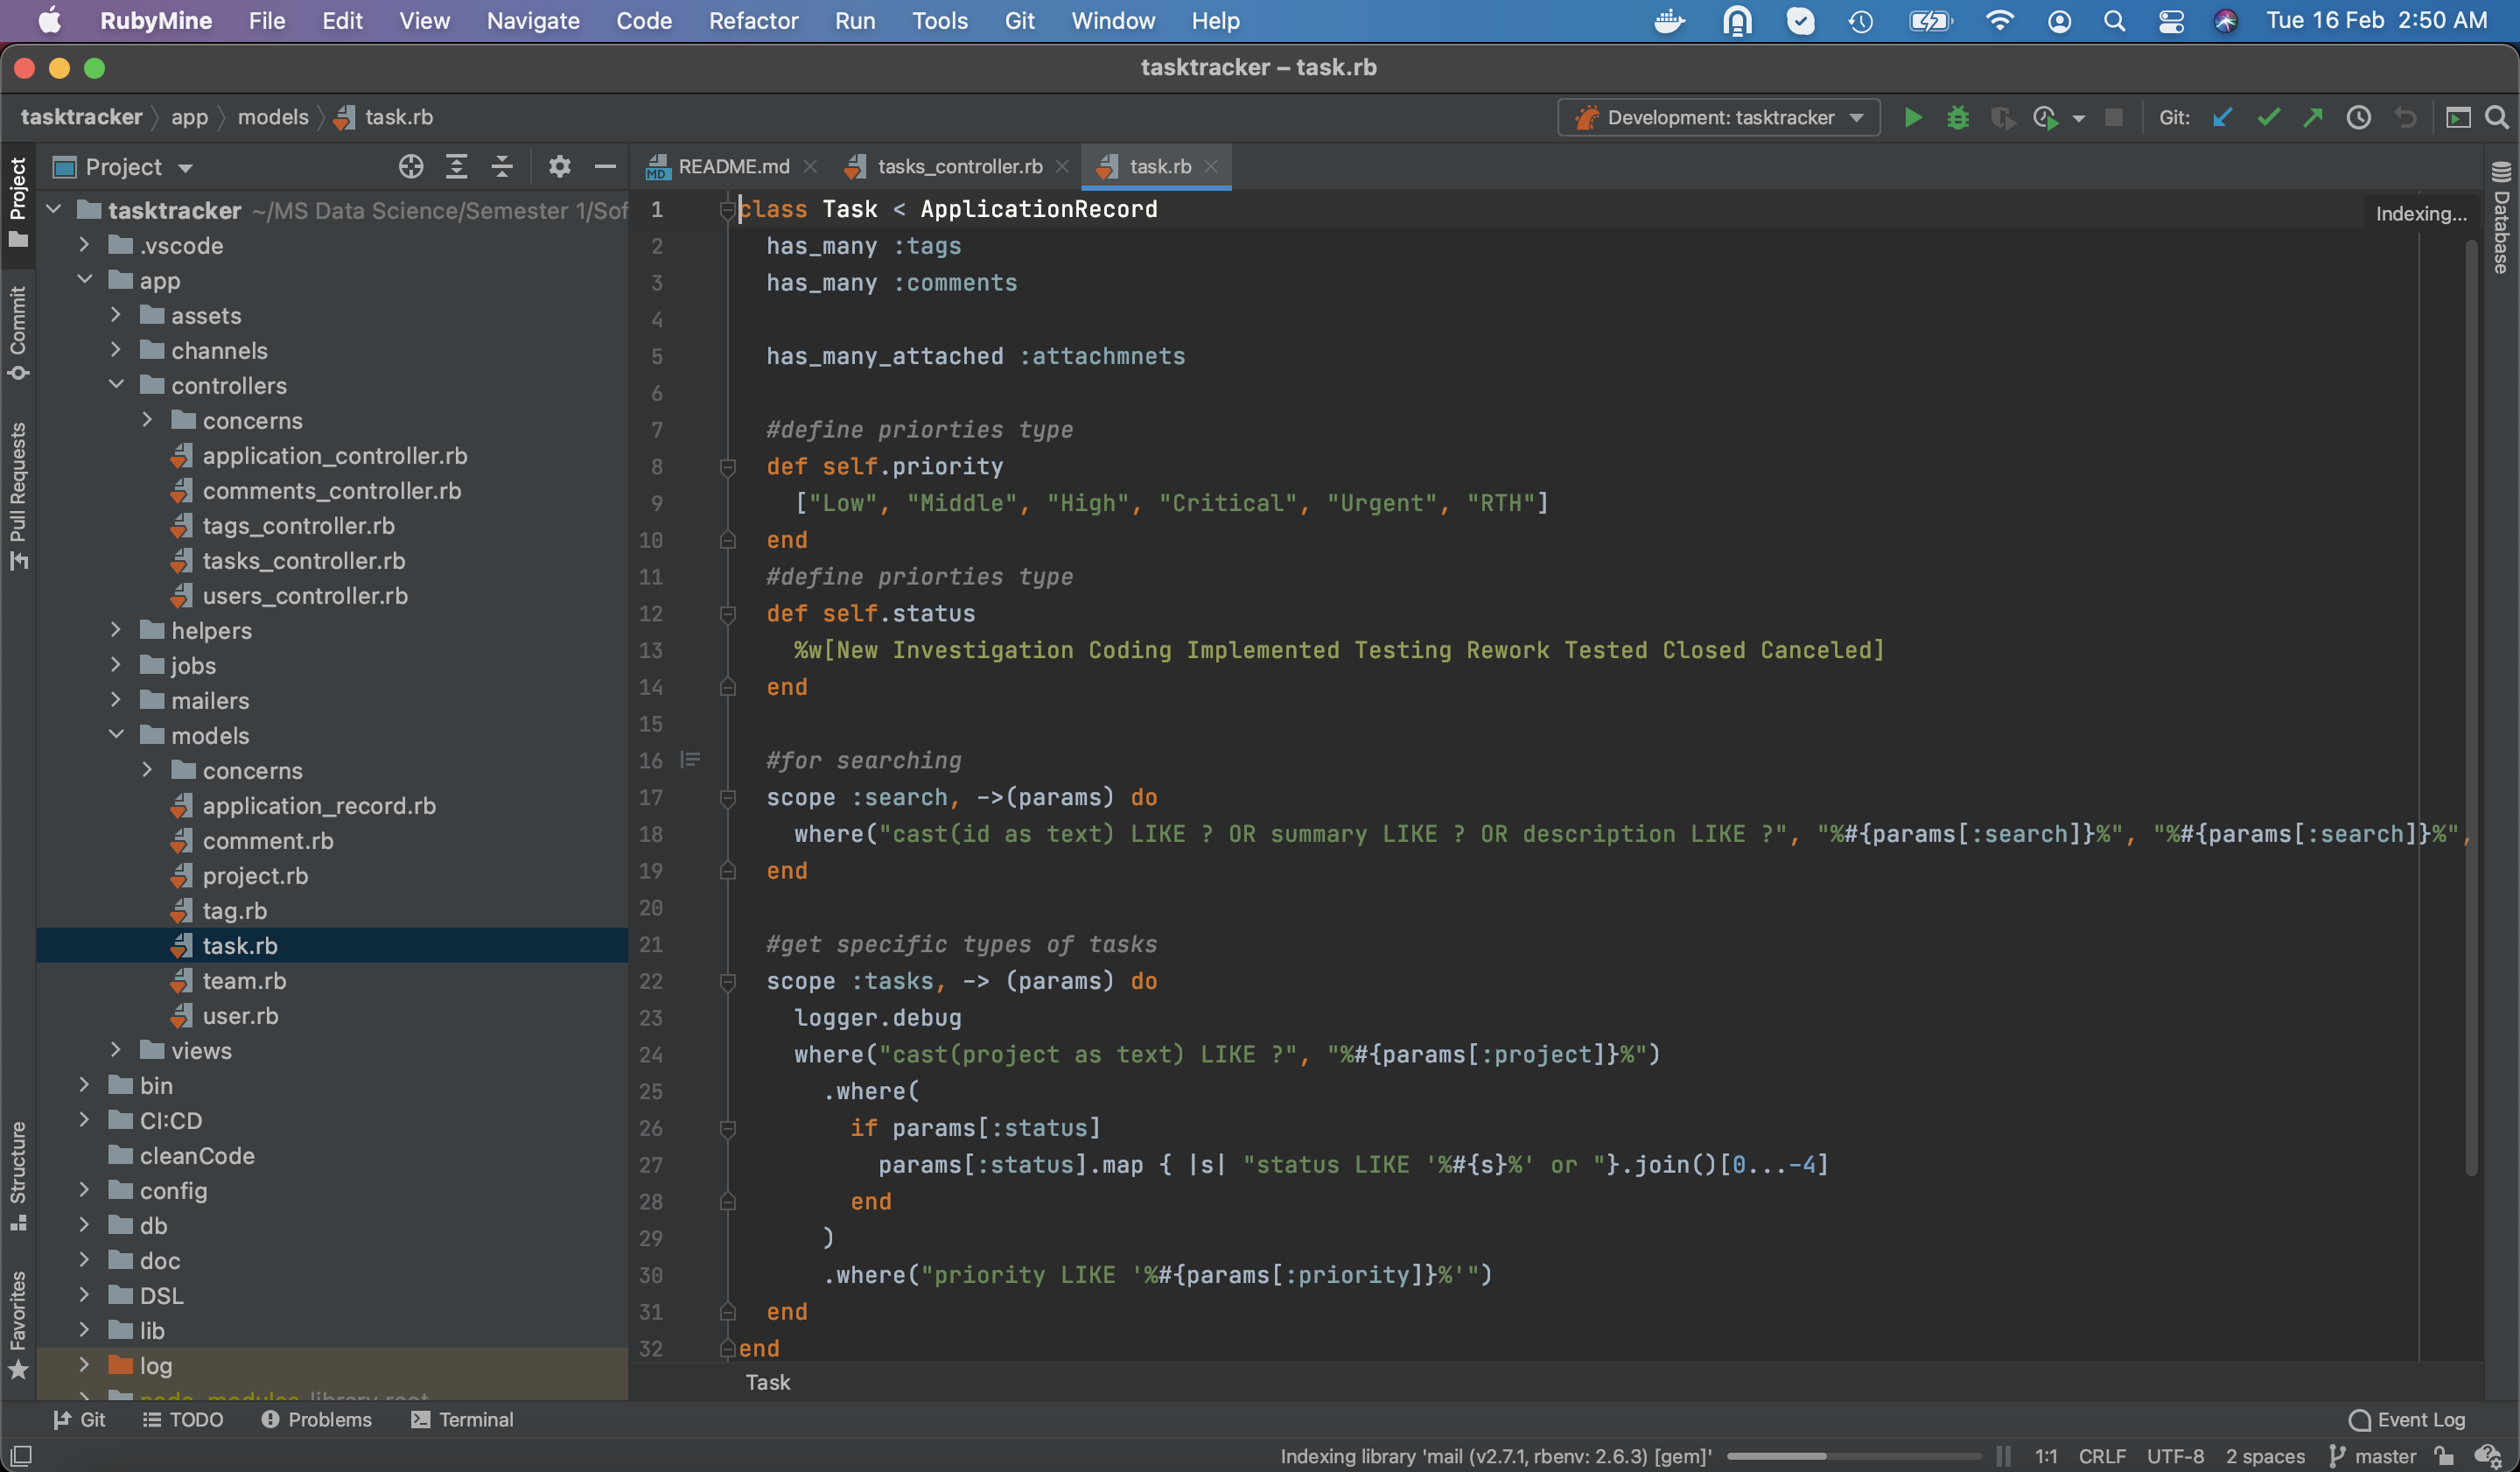 RubyMine File Edit View Navigate Code Refactor Run Tools Git Window Help Tue 16 Feb 2:50 AM
tasktracker – task.rb
tasktracker app models task.rb Development: tasktracker Git:
Project
README.md tasks_controller.rb task.rb
Project
Commit
Pull Requests
Structure
Favorites
tasktracker ~/MS Data Science/Semester 1/Sof
.vscode
app
assets
channels
controllers
concerns
application_controller.rb
comments_controller.rb
tags_controller.rb
tasks_controller.rb
users_controller.rb
helpers
jobs
mailers
models
concerns
application_record.rb
comment.rb
project.rb
tag.rb
task.rb
team.rb
user.rb
views
bin
CI:CD
cleanCode
config
db
doc
DSL
lib
log
node_modules library root
1 class Task < ApplicationRecord
2 has_many :tags
3 has_many :comments
4
5 has_many_attached :attachmnets
6
7 #define priorties type
8 def self.priority
9 ["Low", "Middle", "High", "Critical", "Urgent", "RTH"]
10 end
11 #define priorties type
12 def self.status
13 %w[New Investigation Coding Implemented Testing Rework Tested Closed Canceled]
14 end
15
16 #for searching
17 scope :search, ->(params) do
18 where("cast(id as text) LIKE ? OR summary LIKE ? OR description LIKE ?", "%#{params[:search]}%", "%#{params[:search]}%",
19 end
20
21 #get specific types of tasks
22 scope :tasks, -> (params) do
23 logger.debug
24 where("cast(project as text) LIKE ?", "%#{params[:project]}%")
25 .where(
26 if params[:status]
27 params[:status].map { |s| "status LIKE '%#{s}%' or "}.join()[0...-4]
28 end
29 )
30 .where("priority LIKE '%#{params[:priority]}%'")
31 end
32 end
Indexing...
Database
Task
Git TODO Problems Terminal Event Log
Indexing library 'mail (v2.7.1, rbenv: 2.6.3) [gem]' 1:1 CRLF UTF-8 2 spaces master